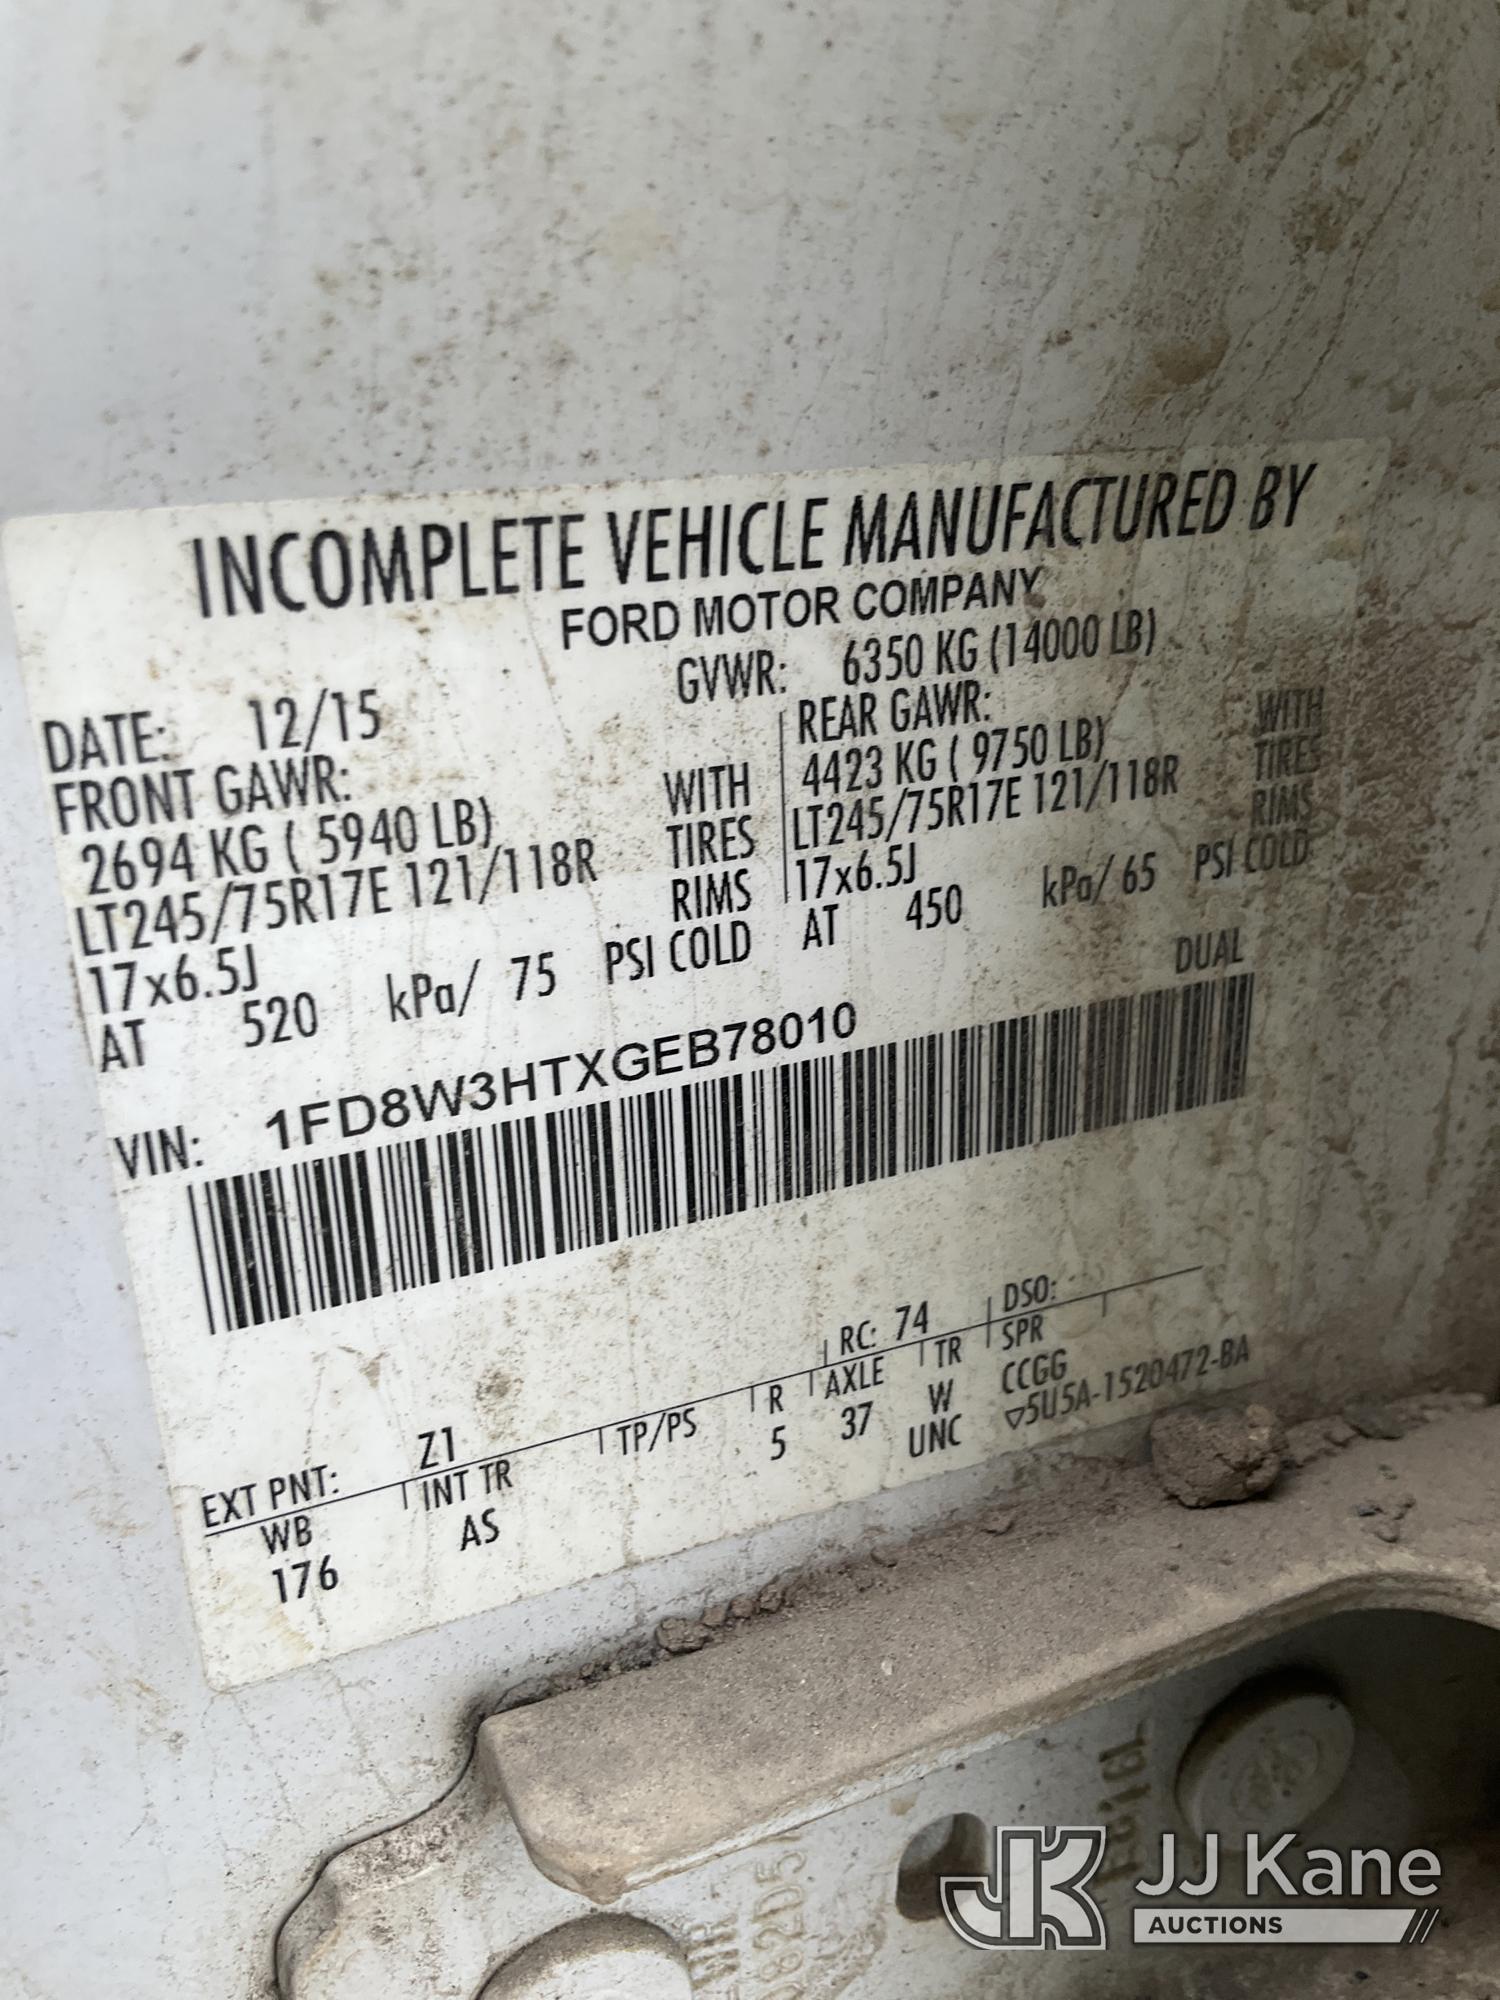 INCOMPLETE VEHICLE MANUFACTURED BY
FORD MOTOR COMPANY
DATE: 12/15 GVWR: 6350 KG (14000 LB)
FRONT GAWR: REAR GAWR:
2694 KG ( 5940 LB) WITH 4423 KG ( 9750 LB) WITH
LT245/75R17E 121/118R TIRES LT245/75R17E 121/118R TIRES
17x6.5J RIMS 17x6.5J RIMS
AT 520 kPa/ 75 PSI COLD AT 450 kPa/ 65 PSI COLD
DUAL
VIN: 1FD8W3HTXGEB78010
EXT PNT: Z1 RC: 74 DSO:
WB INT TR TP/PS R AXLE TR SPR
176 AS 5 37 W CCGG
UNC ▽5U5A-1520472-BA
JK JJ Kane
AUCTIONS